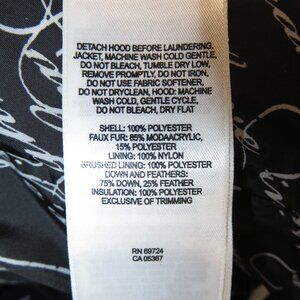 DETACH HOOD BEFORE LAUNDERING.
JACKET, MACHINE WASH COLD GENTLE,
DO NOT BLEACH, TUMBLE DRY LOW,
REMOVE PROMPTLY, DO NOT IRON,
DO NOT USE FABRIC SOFTENER,
DO NOT DRYCLEAN, HOOD: MACHINE
WASH COLD, GENTLE CYCLE,
DO NOT BLEACH, DRY FLAT
SHELL: 100% POLYESTER
FAUX FUR: 85% MODAACRYLIC,
15% POLYESTER
LINING: 100% NYLON
BRUSHED LINING: 100% POLYESTER
DOWN AND FEATHERS:
75% DOWN, 25% FEATHER
INSULATION: 100% POLYESTER
EXCLUSIVE OF TRIMMING
RN 69724
CA 05367